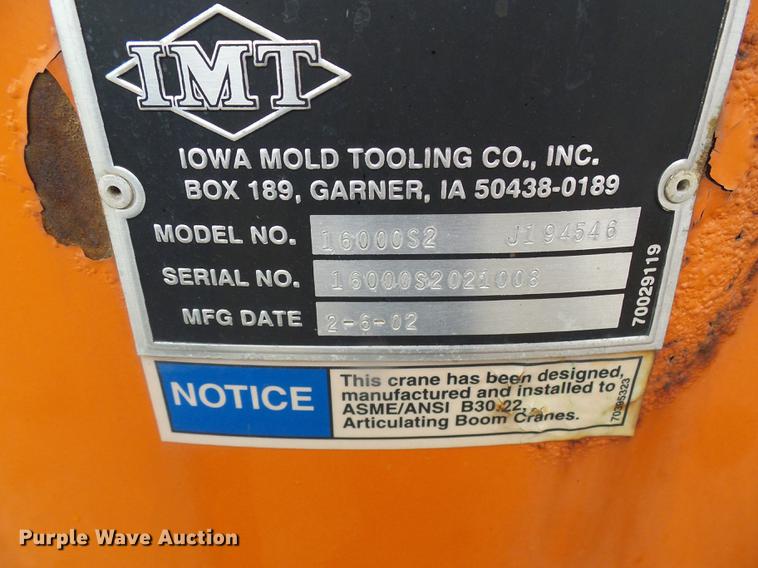 IMT
IOWA MOLD TOOLING CO., INC.
BOX 189, GARNER, IA 50438-0189
MODEL NO. 16000S2 J194546
SERIAL NO. 16000S2021008
MFG DATE 2-6-02
70029119
NOTICE
This crane has been designed,
manufactured and installed to
ASME/ANSI B30.22,
Articulating Boom Cranes.
70395323
Purple Wave Auction